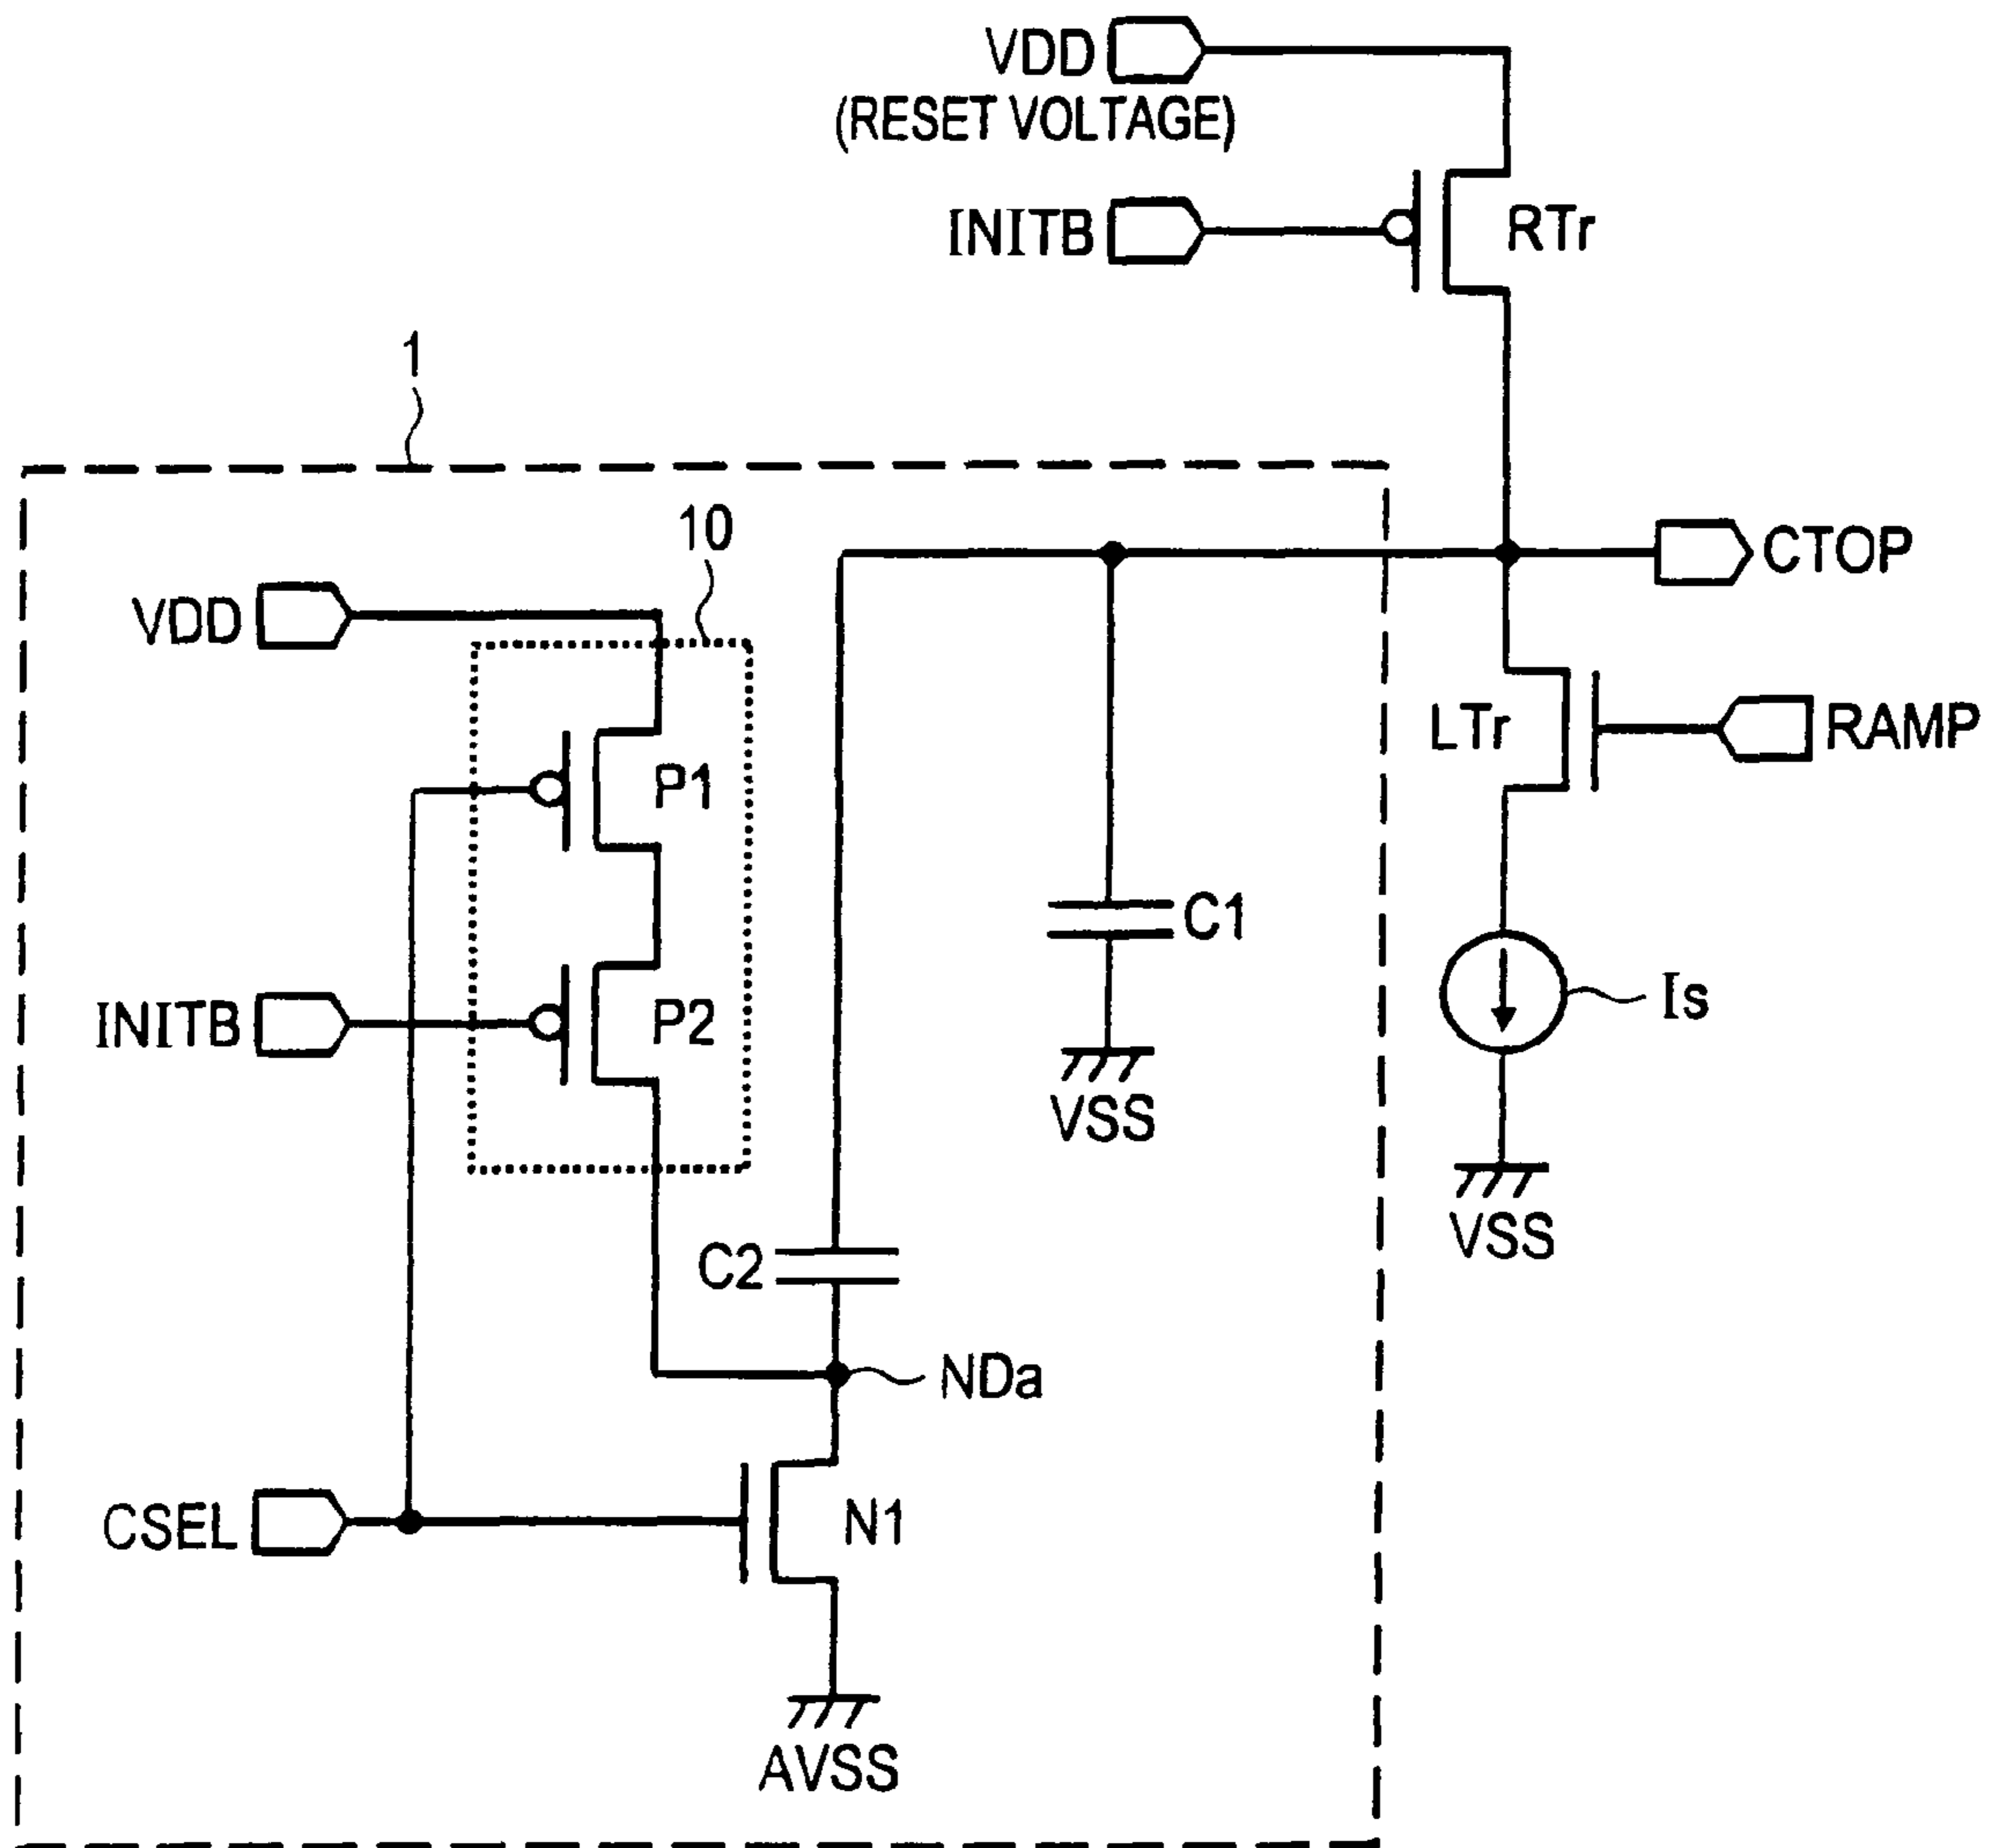 VDD
(RESET VOLTAGE)
INITB
RTr
1
10
CTOP
VDD
P1
LTr
RAMP
C1
INITB
P2
Is
VSS
VSS
C2
NDa
CSEL
N1
AVSS